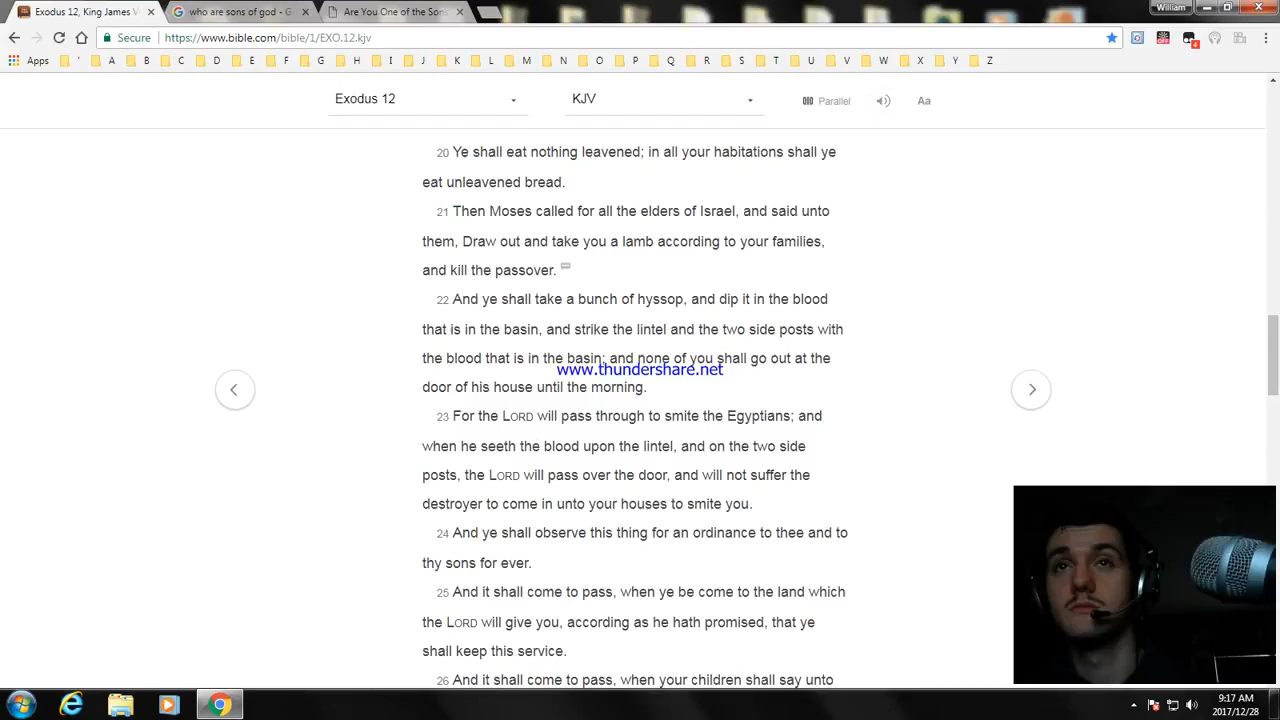 Exodus 12, King James V
who are sons of god - G
Are You One of the Sons
William
Secure
https://www.bible.com/bible/1/EXO.12.kjv
4
Apps ' A B C D E F G H I J K L M N O P Q R S T U V W X Y Z
Exodus 12
KJV
Parallel
Aa
20 Ye shall eat nothing leavened; in all your habitations shall ye
eat unleavened bread.
21 Then Moses called for all the elders of Israel, and said unto
them, Draw out and take you a lamb according to your families,
and kill the passover.
22 And ye shall take a bunch of hyssop, and dip it in the blood
that is in the basin, and strike the lintel and the two side posts with
the blood that is in the basin; and none of you shall go out at the
www.thundershare.net
door of his house until the morning.
23 For the LORD will pass through to smite the Egyptians; and
when he seeth the blood upon the lintel, and on the two side
posts, the LORD will pass over the door, and will not suffer the
destroyer to come in unto your houses to smite you.
24 And ye shall observe this thing for an ordinance to thee and to
thy sons for ever.
25 And it shall come to pass, when ye be come to the land which
the LORD will give you, according as he hath promised, that ye
shall keep this service.
26 And it shall come to pass, when your children shall say unto
9:17 AM
2017/12/28